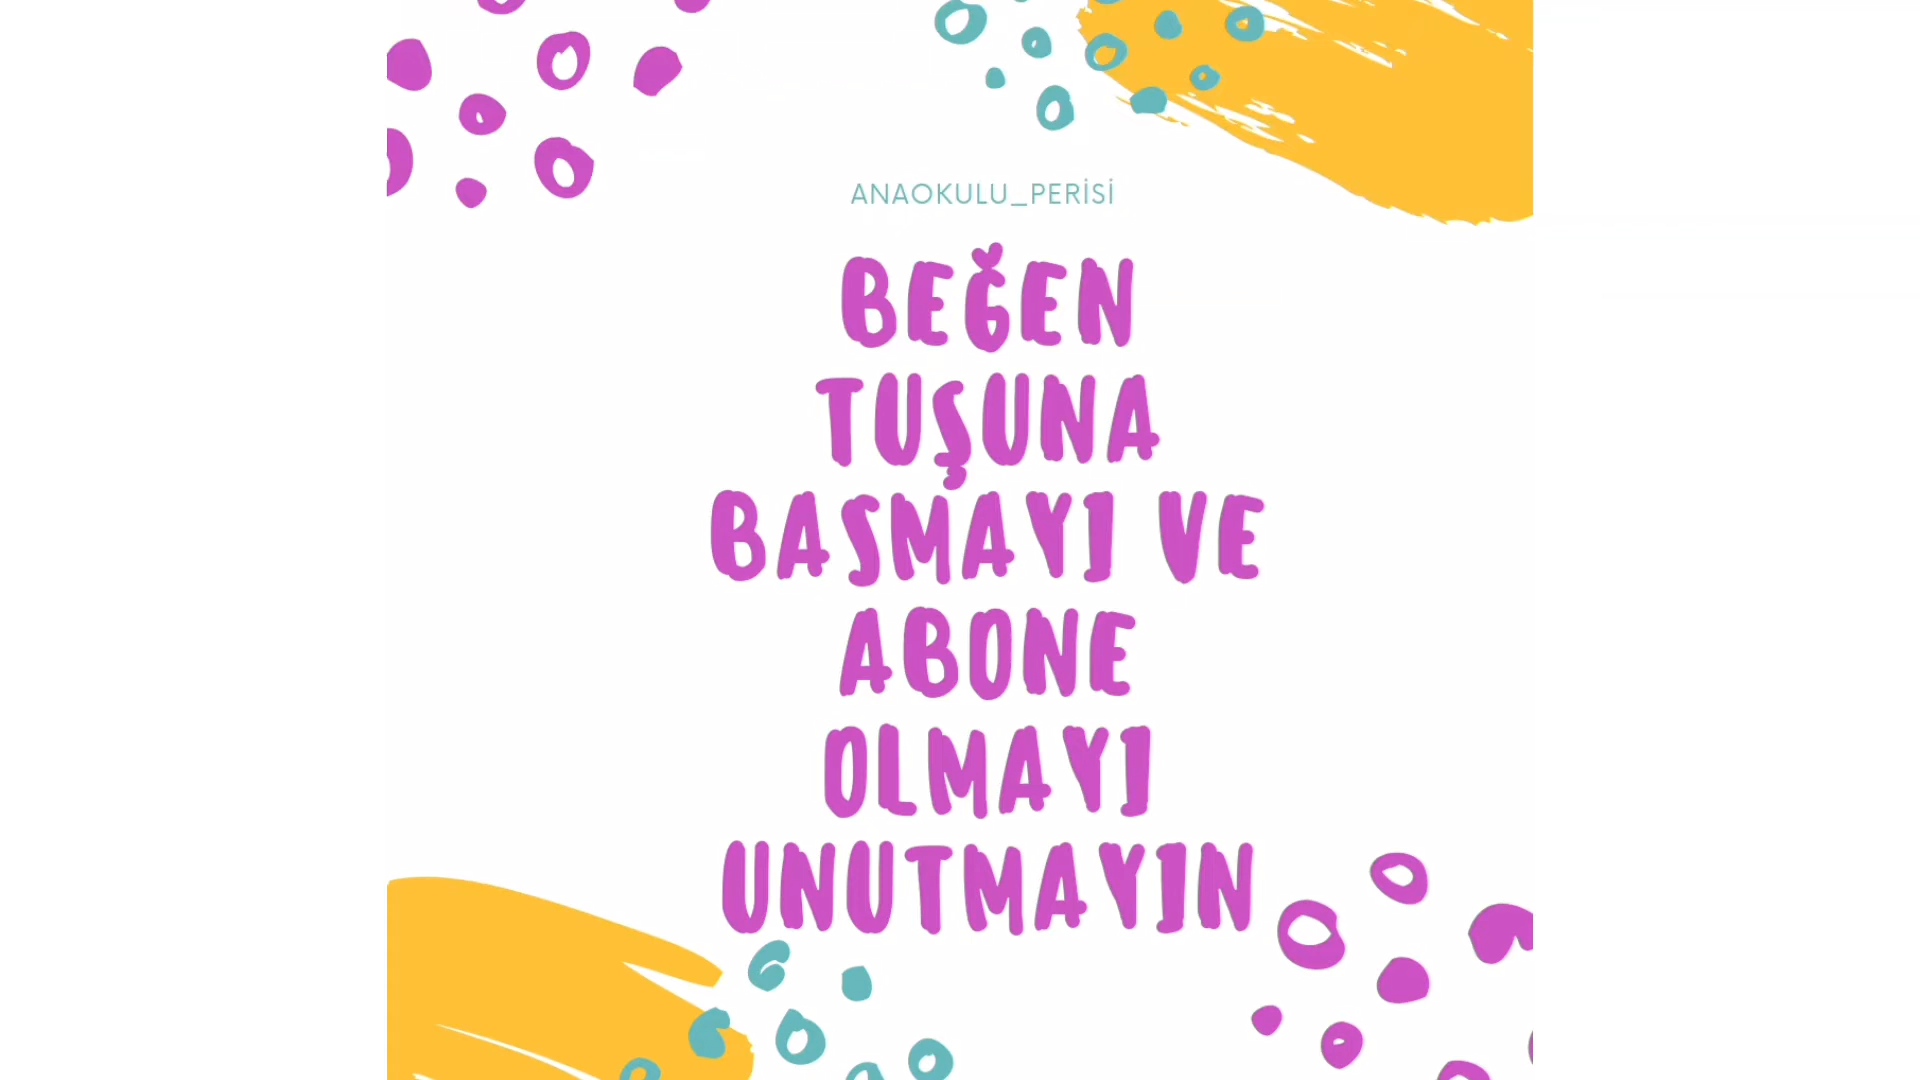 ANAOKULU_PERİSİ
BEĞEN
TUŞUNA
BASMAYI VE
ABONE
OLMAYI
UNUTMAYIN